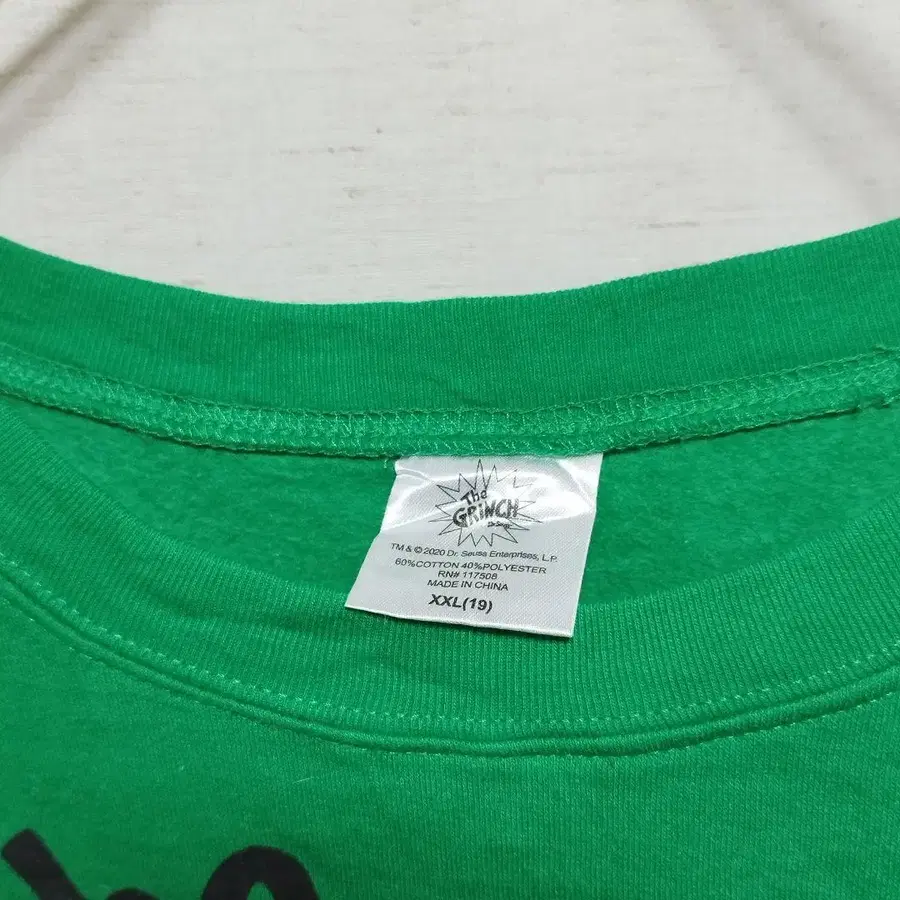 The
GRINCH
Dr. Seuss
TM & © 2020 Dr. Seuss Enterprises, L.P.
60%COTTON 40%POLYESTER
RN# 117508
MADE IN CHINA
XXL(19)